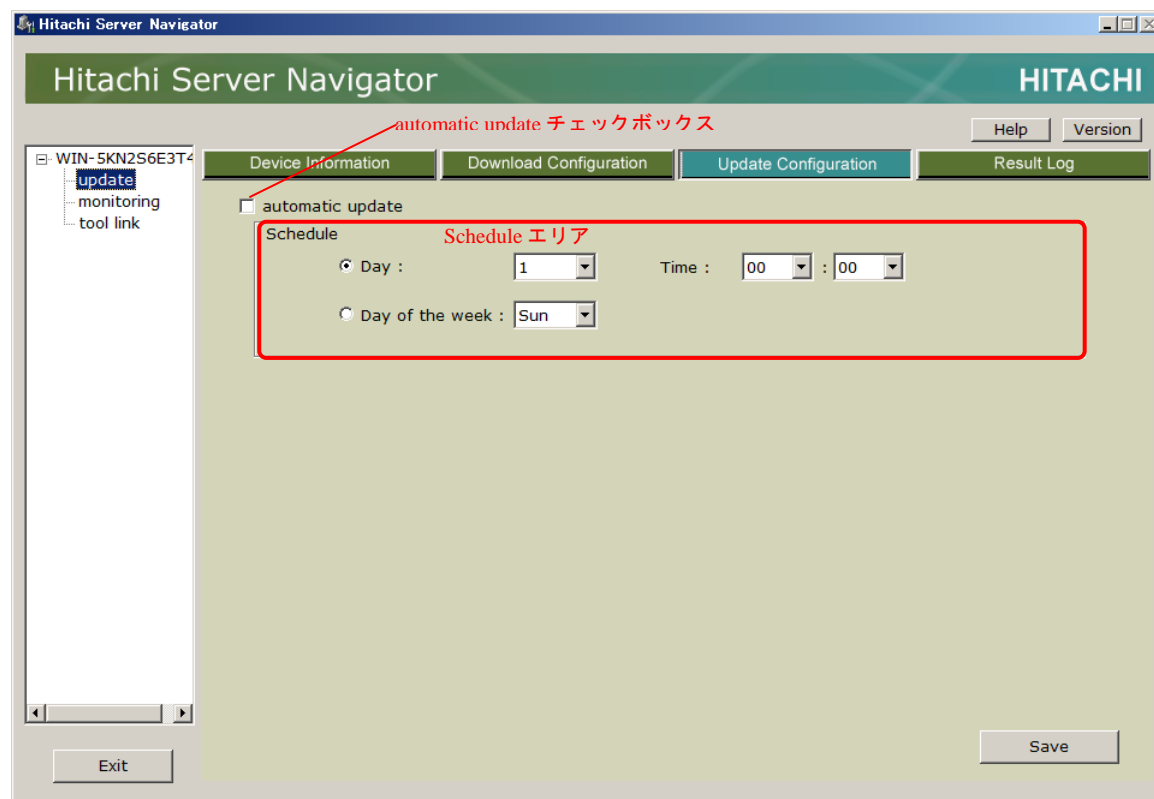 Hitachi Server Navigator
Hitachi Server Navigator
HITACHI
automatic update チェックボックス
Help
Version
WIN-5KN2S6E3T4
update
monitoring
tool link
Device Information
Download Configuration
Update Configuration
Result Log
automatic update
Schedule
Schedule エリア
Day :
1
Time :
00
:
00
Day of the week :
Sun
Save
Exit